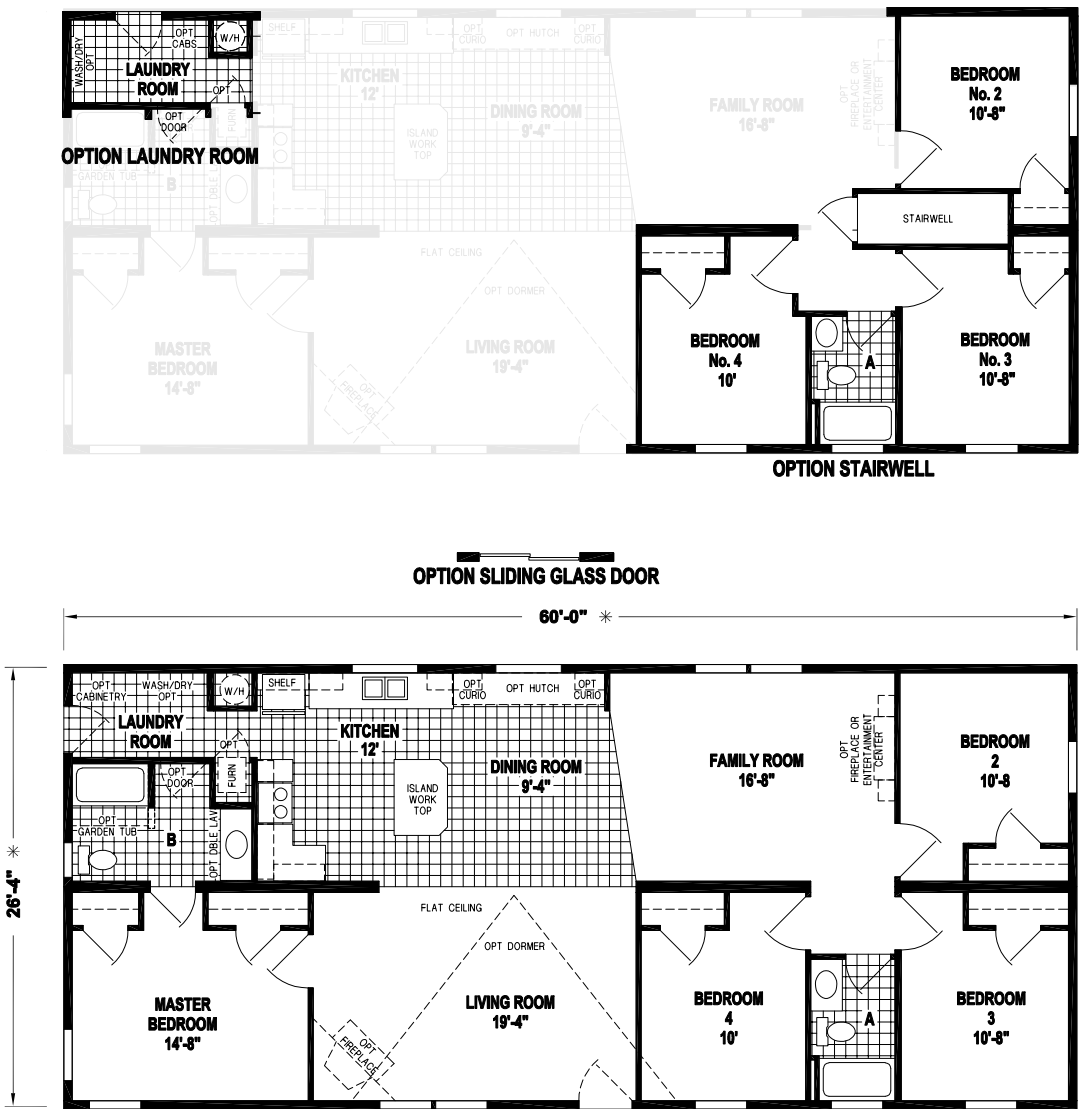 OPT
CABS
W/H
WASH/DRY
OPT
LAUNDRY
ROOM
OPT
OPT
DOOR
FURN
OPTION LAUNDRY ROOM
GARDEN TUB
B
OPT DBLE LAV
SHELF
KITCHEN
12'
OPT
CURIO
OPT HUTCH
OPT
CURIO
ISLAND
WORK
TOP
DINING ROOM
9'-4"
FAMILY ROOM
16'-8"
OPT
FIREPLACE OR
ENTERTAINMENT
CENTER
BEDROOM
No. 2
10'-8"
STAIRWELL
FLAT CEILING
OPT DORMER
MASTER
BEDROOM
14'-8"
LIVING ROOM
19'-4"
OPT
FIREPLACE
BEDROOM
No. 4
10'
A
BEDROOM
No. 3
10'-8"
OPTION STAIRWELL
OPTION SLIDING GLASS DOOR
60'-0" ✳
26'-4" ✳
OPT
CABINETRY
WASH/DRY
OPT
W/H
LAUNDRY
ROOM
OPT
FURN
OPT
DOOR
OPT
GARDEN TUB
B
OPT DBLE LAV
SHELF
KITCHEN
12'
OPT
CURIO
OPT HUTCH
OPT
CURIO
ISLAND
WORK
TOP
DINING ROOM
9'-4"
FAMILY ROOM
16'-8"
OPT
FIREPLACE OR
ENTERTAINMENT
CENTER
BEDROOM
2
10'-8
FLAT CEILING
OPT DORMER
MASTER
BEDROOM
14'-8"
LIVING ROOM
19'-4"
OPT
FIREPLACE
BEDROOM
4
10'
A
BEDROOM
3
10'-8"